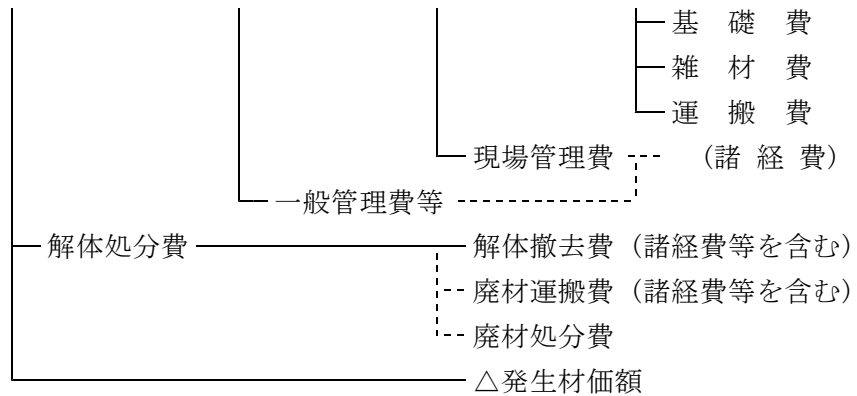 基 礎 費
雑 材 費
運 搬 費
現場管理費 (諸 経 費)
一般管理費等
解体処分費 解体撤去費(諸経費等を含む)
廃材運搬費(諸経費等を含む)
廃材処分費
△発生材価額